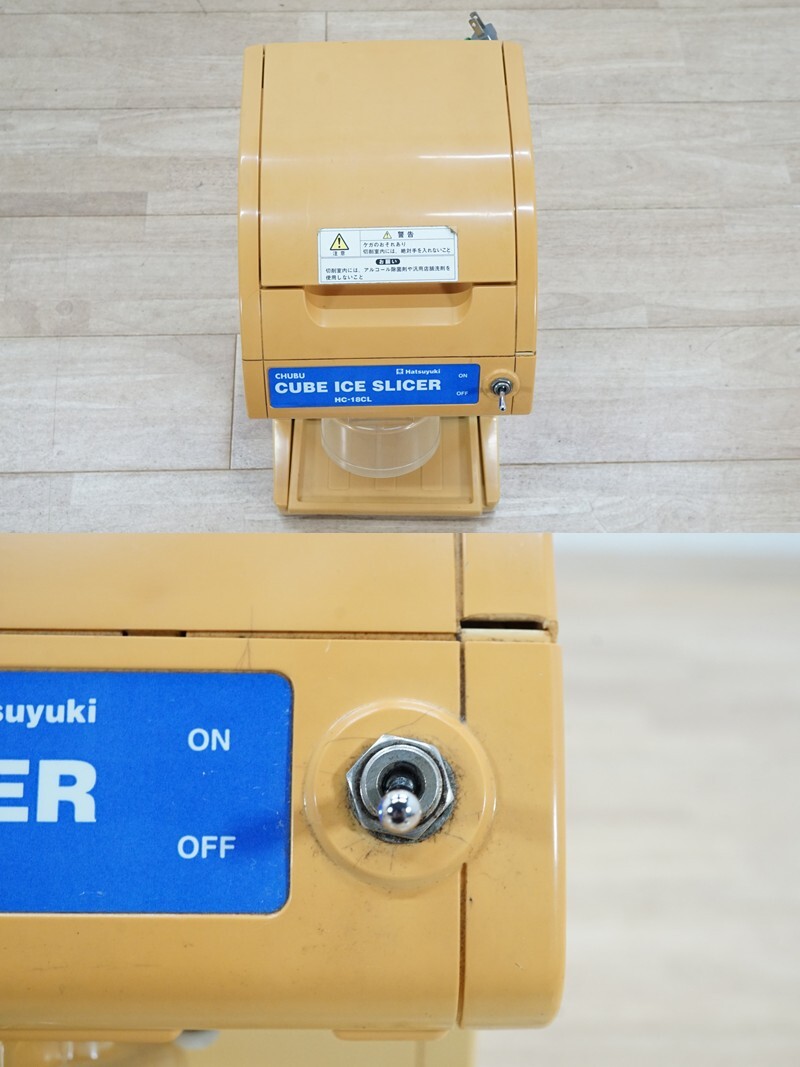 警告
注意
ケガのおそれあり
切削室内には、絶対手を入れないこと
お願い
切削室内には、アルコール除菌剤や汎用店舗洗剤を
使用しないこと
CHUBU
Hatsuyuki
CUBE ICE SLICER
HC-18CL
ON
OFF
suyuki
ER
ON
OFF